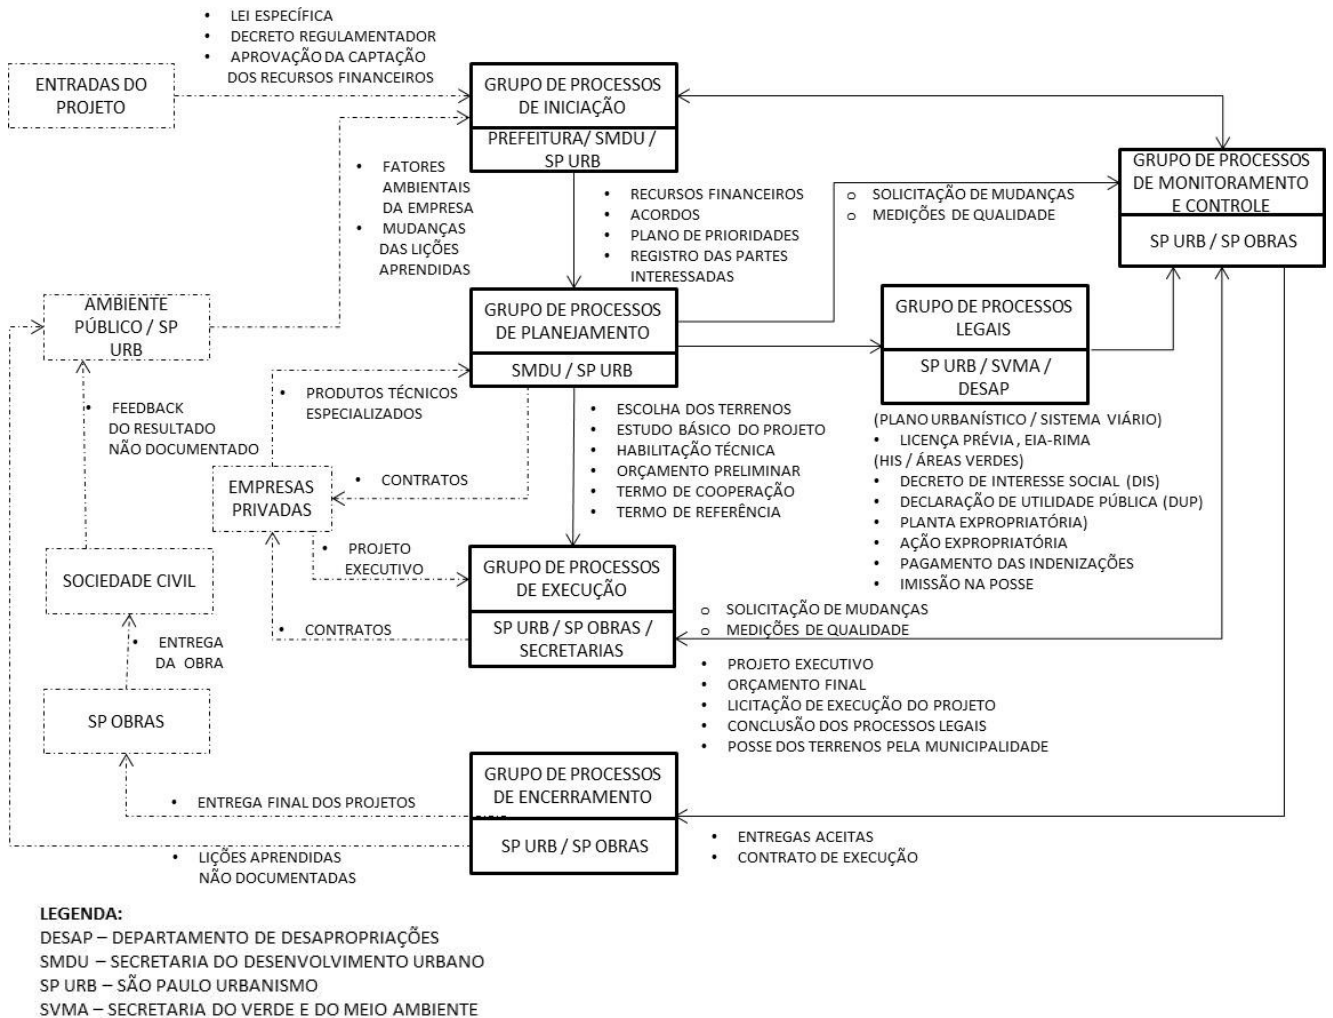 • LEI ESPECÍFICA
• DECRETO REGULAMENTADOR
• APROVAÇÃO DA CAPTAÇÃO
DOS RECURSOS FINANCEIROS
ENTRADAS DO
PROJETO
GRUPO DE PROCESSOS
DE INICIAÇÃO
PREFEITURA/ SMDU /
SP URB
• FATORES
AMBIENTAIS
DA EMPRESA
• MUDANÇAS
DAS LIÇÕES
APRENDIDAS
• RECURSOS FINANCEIROS
• ACORDOS
• PLANO DE PRIORIDADES
• REGISTRO DAS PARTES
INTERESSADAS
o SOLICITAÇÃO DE MUDANÇAS
o MEDIÇÕES DE QUALIDADE
GRUPO DE PROCESSOS
DE MONITORAMENTO
E CONTROLE
SP URB / SP OBRAS
AMBIENTE
PÚBLICO / SP
URB
GRUPO DE PROCESSOS
DE PLANEJAMENTO
SMDU / SP URB
GRUPO DE PROCESSOS
LEGAIS
SP URB / SVMA /
DESAP
• PRODUTOS TÉCNICOS
ESPECIALIZADOS
• FEEDBACK
DO RESULTADO
NÃO DOCUMENTADO
• ESCOLHA DOS TERRENOS
• ESTUDO BÁSICO DO PROJETO
• HABILITAÇÃO TÉCNICA
• ORÇAMENTO PRELIMINAR
• TERMO DE COOPERAÇÃO
• TERMO DE REFERÊNCIA
(PLANO URBANÍSTICO / SISTEMA VIÁRIO)
• LICENÇA PRÉVIA , EIA-RIMA
(HIS / ÁREAS VERDES)
• DECRETO DE INTERESSE SOCIAL (DIS)
• DECLARAÇÃO DE UTILIDADE PÚBLICA (DUP)
• PLANTA EXPROPRIATÓRIA)
• AÇÃO EXPROPRIATÓRIA
• PAGAMENTO DAS INDENIZAÇÕES
• IMISSÃO NA POSSE
EMPRESAS
PRIVADAS
• CONTRATOS
• PROJETO
EXECUTIVO
SOCIEDADE CIVIL
GRUPO DE PROCESSOS
DE EXECUÇÃO
SP URB / SP OBRAS /
SECRETARIAS
• CONTRATOS
• ENTREGA
DA OBRA
o SOLICITAÇÃO DE MUDANÇAS
o MEDIÇÕES DE QUALIDADE
• PROJETO EXECUTIVO
• ORÇAMENTO FINAL
• LICITAÇÃO DE EXECUÇÃO DO PROJETO
• CONCLUSÃO DOS PROCESSOS LEGAIS
• POSSE DOS TERRENOS PELA MUNICIPALIDADE
SP OBRAS
GRUPO DE PROCESSOS
DE ENCERRAMENTO
SP URB / SP OBRAS
• ENTREGA FINAL DOS PROJETOS
• LIÇÕES APRENDIDAS
NÃO DOCUMENTADAS
• ENTREGAS ACEITAS
• CONTRATO DE EXECUÇÃO
LEGENDA:
DESAP – DEPARTAMENTO DE DESAPROPRIAÇÕES
SMDU – SECRETARIA DO DESENVOLVIMENTO URBANO
SP URB – SÃO PAULO URBANISMO
SVMA – SECRETARIA DO VERDE E DO MEIO AMBIENTE